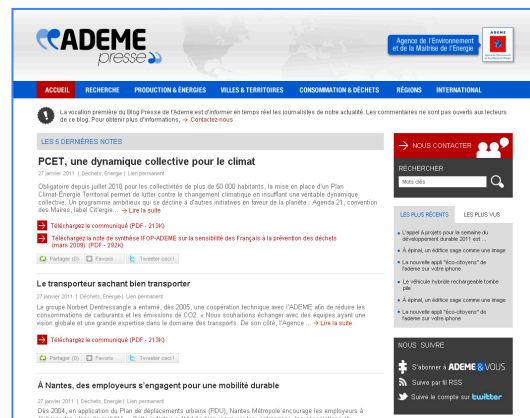 ADEME
presse
Agence de l'Environnement
et de la Maîtrise de l'Energie
ADEME
ACCUEIL RECHERCHE PRODUCTION & ÉNERGIES VILLES & TERRITOIRES CONSOMMATION & DÉCHETS RÉGIONS INTERNATIONAL
La vocation première du Blog Presse de l'Ademe est d'informer en temps réel les journalistes de notre actualité. Les commentaires ne sont pas ouverts aux lecteurs
de ce blog. Pour obtenir plus d'informations, → Contactez-nous
LES 5 DERNIÈRES NOTES
PCET, une dynamique collective pour le climat
27 janvier 2011 | Déchets, Energie | Lien permanent
Obligatoire depuis juillet 2010 pour les collectivités de plus de 50 000 habitants, la mise en place d'un Plan
Climat-Énergie Territorial permet de lutter contre le changement climatique en insufflant une véritable dynamique
collective. Un programme ambitieux qui se décline à d'autres initiatives en faveur de la planète : Agenda 21, convention
des Maires, label Cit'ergie... → Lire la suite
Téléchargez le communiqué (PDF - 213K)
Téléchargez la note de synthèse IFOP-ADEME sur la sensibilité des Français à la prévention des déchets
(mars 2009) (PDF - 292K)
Partager (0) Favoris Tweeter ceci !
Le transporteur sachant bien transporter
27 janvier 2011 | Déchets, Energie | Lien permanent
Le groupe Norbert Dentressangle a entamé, dès 2005, une coopération technique avec l'ADEME afin de réduire les
consommations de carburants et les émissions de CO2. « Nous souhaitions échanger avec des équipes ayant une
vision globale et une grande expertise dans le domaine des transports. De son côté, l'Agence ... → Lire la suite
Téléchargez le communiqué (PDF - 213K)
Partager (0) Favoris Tweeter ceci !
À Nantes, des employeurs s'engagent pour une mobilité durable
27 janvier 2011 | Déchets, Energie | Lien permanent
Dès 2004, en application du Plan de déplacements urbains (PDU), Nantes Métropole encourage les employeurs à
NOUS CONTACTER
RECHERCHER
Mots clés
LES PLUS RÉCENTS LES PLUS VUS
L'appel à projets pour la semaine du
développement durable 2011 est ...
À épinal, un édifice sage comme une image
La nouvelle appli "éco-citoyens" de
l'ademe sur votre iphone
Le véhicule hybride rechargeable tombe
pile
À épinal, un édifice sage comme une image
La nouvelle appli "éco-citoyens" de
l'ademe sur votre iphone
NOUS SUIVRE
S'abonner à ADEME & VOUS
Suivre par fil RSS
Suivre le compte sur twitter